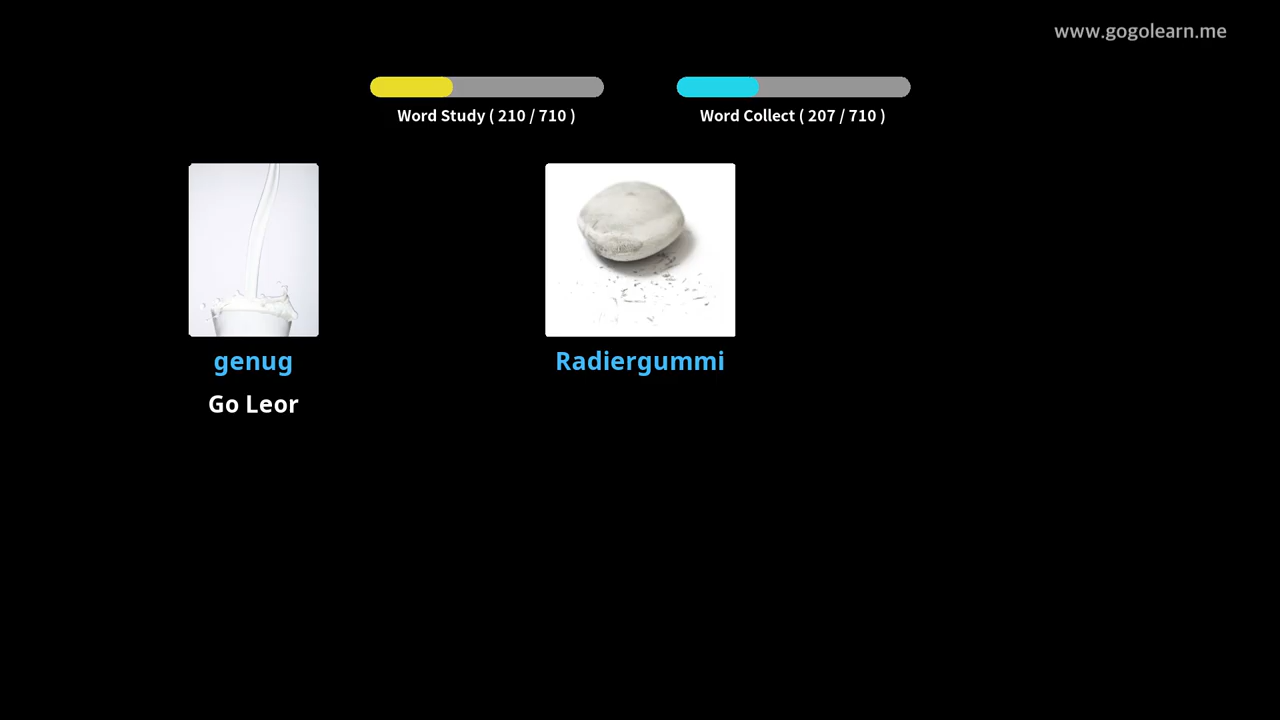 www.gogolearn.me
Word Study ( 210 / 710 )
Word Collect ( 207 / 710 )
genug
Radiergummi
Go Leor